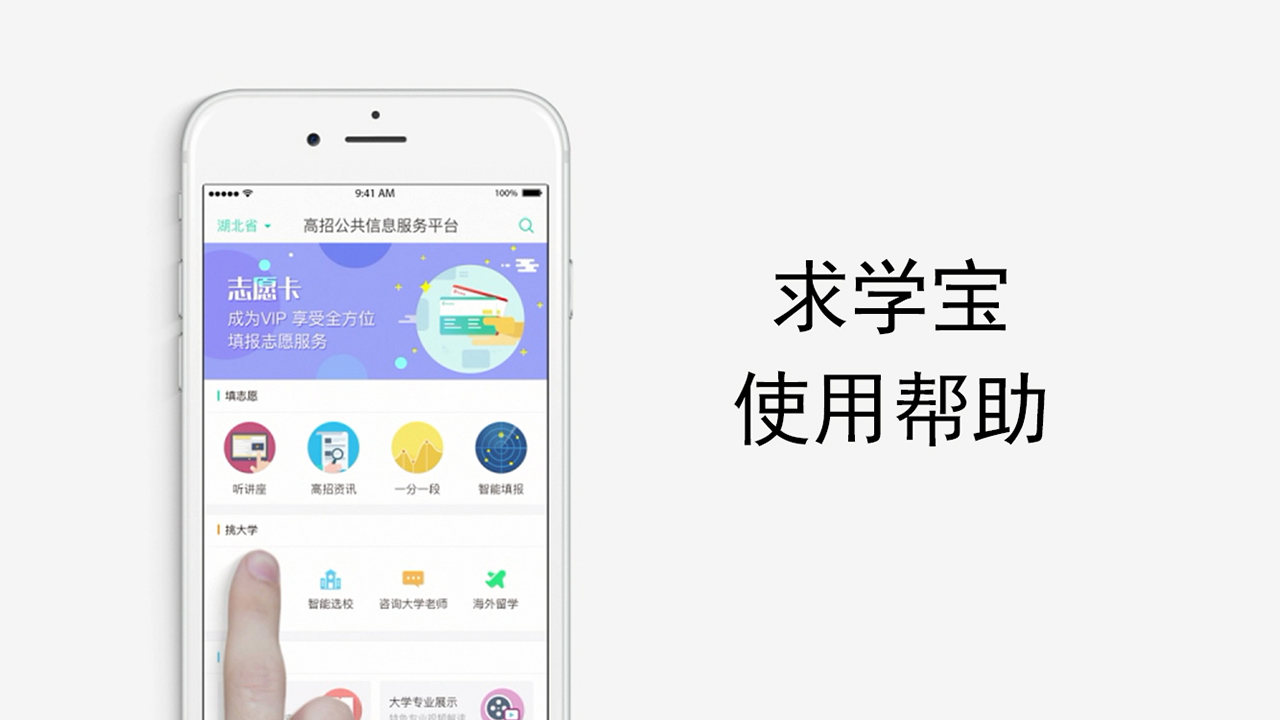 9:41 AM
100%
湖北省
高招公共信息服务平台
志愿卡
成为VIP 享受全方位
填报志愿服务
填志愿
听讲座
高招资讯
一分一段
智能填报
挑大学
智能选校
咨询大学老师
海外留学
大学专业展示
求学宝
使用帮助